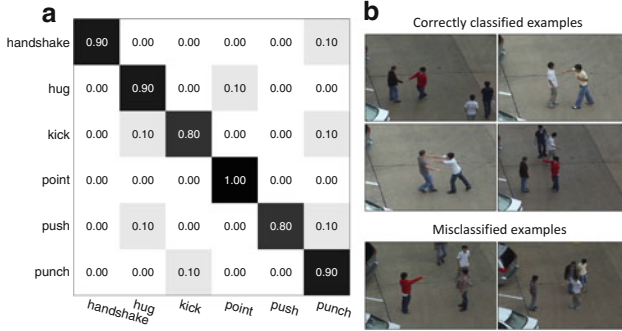 a
handshake 0.90 0.00 0.00 0.00 0.00 0.10
hug 0.00 0.90 0.00 0.10 0.00 0.00
kick 0.00 0.10 0.80 0.00 0.00 0.10
point 0.00 0.00 0.00 1.00 0.00 0.00
push 0.00 0.10 0.00 0.00 0.80 0.10
punch 0.00 0.00 0.10 0.00 0.00 0.90
handshake hug kick point push punch
b
Correctly classified examples
Misclassified examples